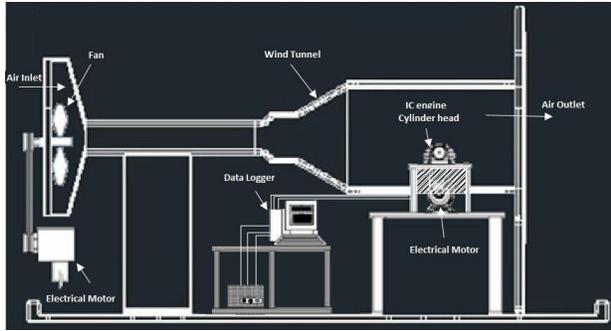 Fan
Wind Tunnel
Air Inlet
IC engine
Cylinder head
Air Outlet
Data Logger
Electrical Motor
Electrical Motor